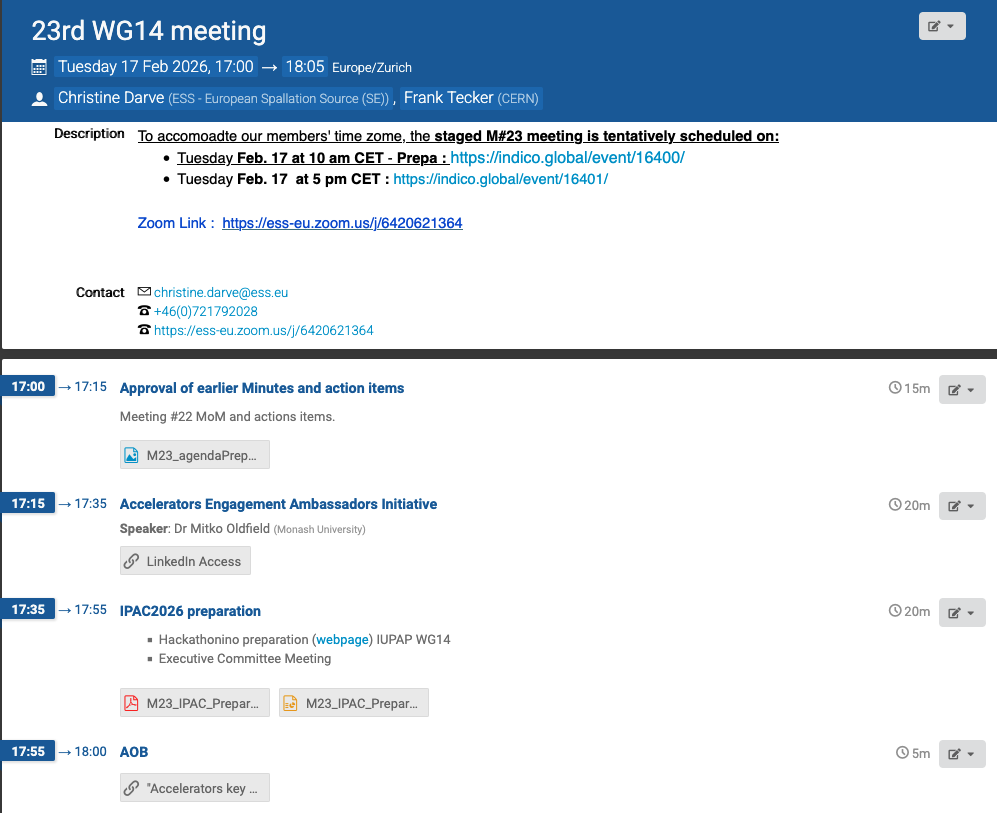 23rd WG14 meeting
Tuesday 17 Feb 2026, 17:00 → 18:05 Europe/Zurich
Christine Darve (ESS - European Spallation Source (SE)) , Frank Tecker (CERN)
Description To accomoadte our members' time zome, the staged M#23 meeting is tentatively scheduled on:
• Tuesday Feb. 17 at 10 am CET - Prepa : https://indico.global/event/16400/
• Tuesday Feb. 17 at 5 pm CET : https://indico.global/event/16401/
Zoom Link : https://ess-eu.zoom.us/j/6420621364
Contact christine.darve@ess.eu
+46(0)721792028
https://ess-eu.zoom.us/j/6420621364
17:00 → 17:15 Approval of earlier Minutes and action items 15m
Meeting #22 MoM and actions items.
M23_agendaPrep...
17:15 → 17:35 Accelerators Engagement Ambassadors Initiative 20m
Speaker: Dr Mitko Oldfield (Monash University)
LinkedIn Access
17:35 → 17:55 IPAC2026 preparation 20m
▪ Hackathonino preparation (webpage) IUPAP WG14
▪ Executive Committee Meeting
M23_IPAC_Prepar... M23_IPAC_Prepar...
17:55 → 18:00 AOB 5m
"Accelerators key ...